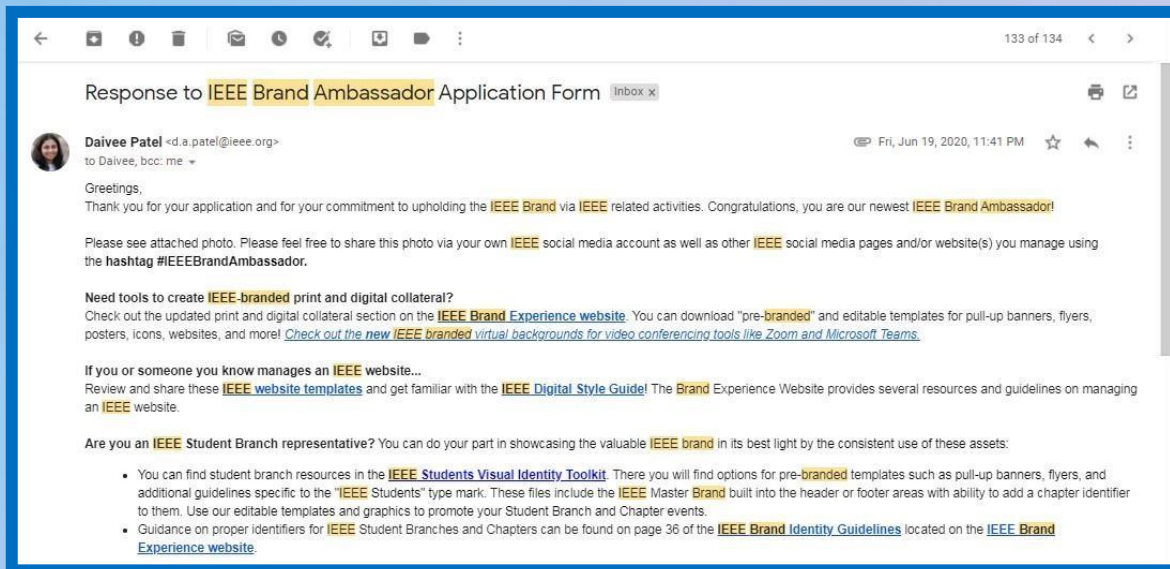 133 of 134
Response to IEEE Brand Ambassador Application Form Inbox x
Daivee Patel <d.a.patel@ieee.org> Fri, Jun 19, 2020, 11:41 PM
to Daivee, bcc: me
Greetings,
Thank you for your application and for your commitment to upholding the IEEE Brand via IEEE related activities. Congratulations, you are our newest IEEE Brand Ambassador!
Please see attached photo. Please feel free to share this photo via your own IEEE social media account as well as other IEEE social media pages and/or website(s) you manage using
the hashtag #IEEEBrandAmbassador.
Need tools to create IEEE-branded print and digital collateral?
Check out the updated print and digital collateral section on the IEEE Brand Experience website. You can download "pre-branded" and editable templates for pull-up banners, flyers,
posters, icons, websites, and more! Check out the new IEEE branded virtual backgrounds for video conferencing tools like Zoom and Microsoft Teams.
If you or someone you know manages an IEEE website...
Review and share these IEEE website templates and get familiar with the IEEE Digital Style Guide! The Brand Experience Website provides several resources and guidelines on managing
an IEEE website.
Are you an IEEE Student Branch representative? You can do your part in showcasing the valuable IEEE brand in its best light by the consistent use of these assets:
• You can find student branch resources in the IEEE Students Visual Identity Toolkit. There you will find options for pre-branded templates such as pull-up banners, flyers, and
additional guidelines specific to the "IEEE Students" type mark. These files include the IEEE Master Brand built into the header or footer areas with ability to add a chapter identifier
to them. Use our editable templates and graphics to promote your Student Branch and Chapter events.
• Guidance on proper identifiers for IEEE Student Branches and Chapters can be found on page 36 of the IEEE Brand Identity Guidelines located on the IEEE Brand
Experience website.